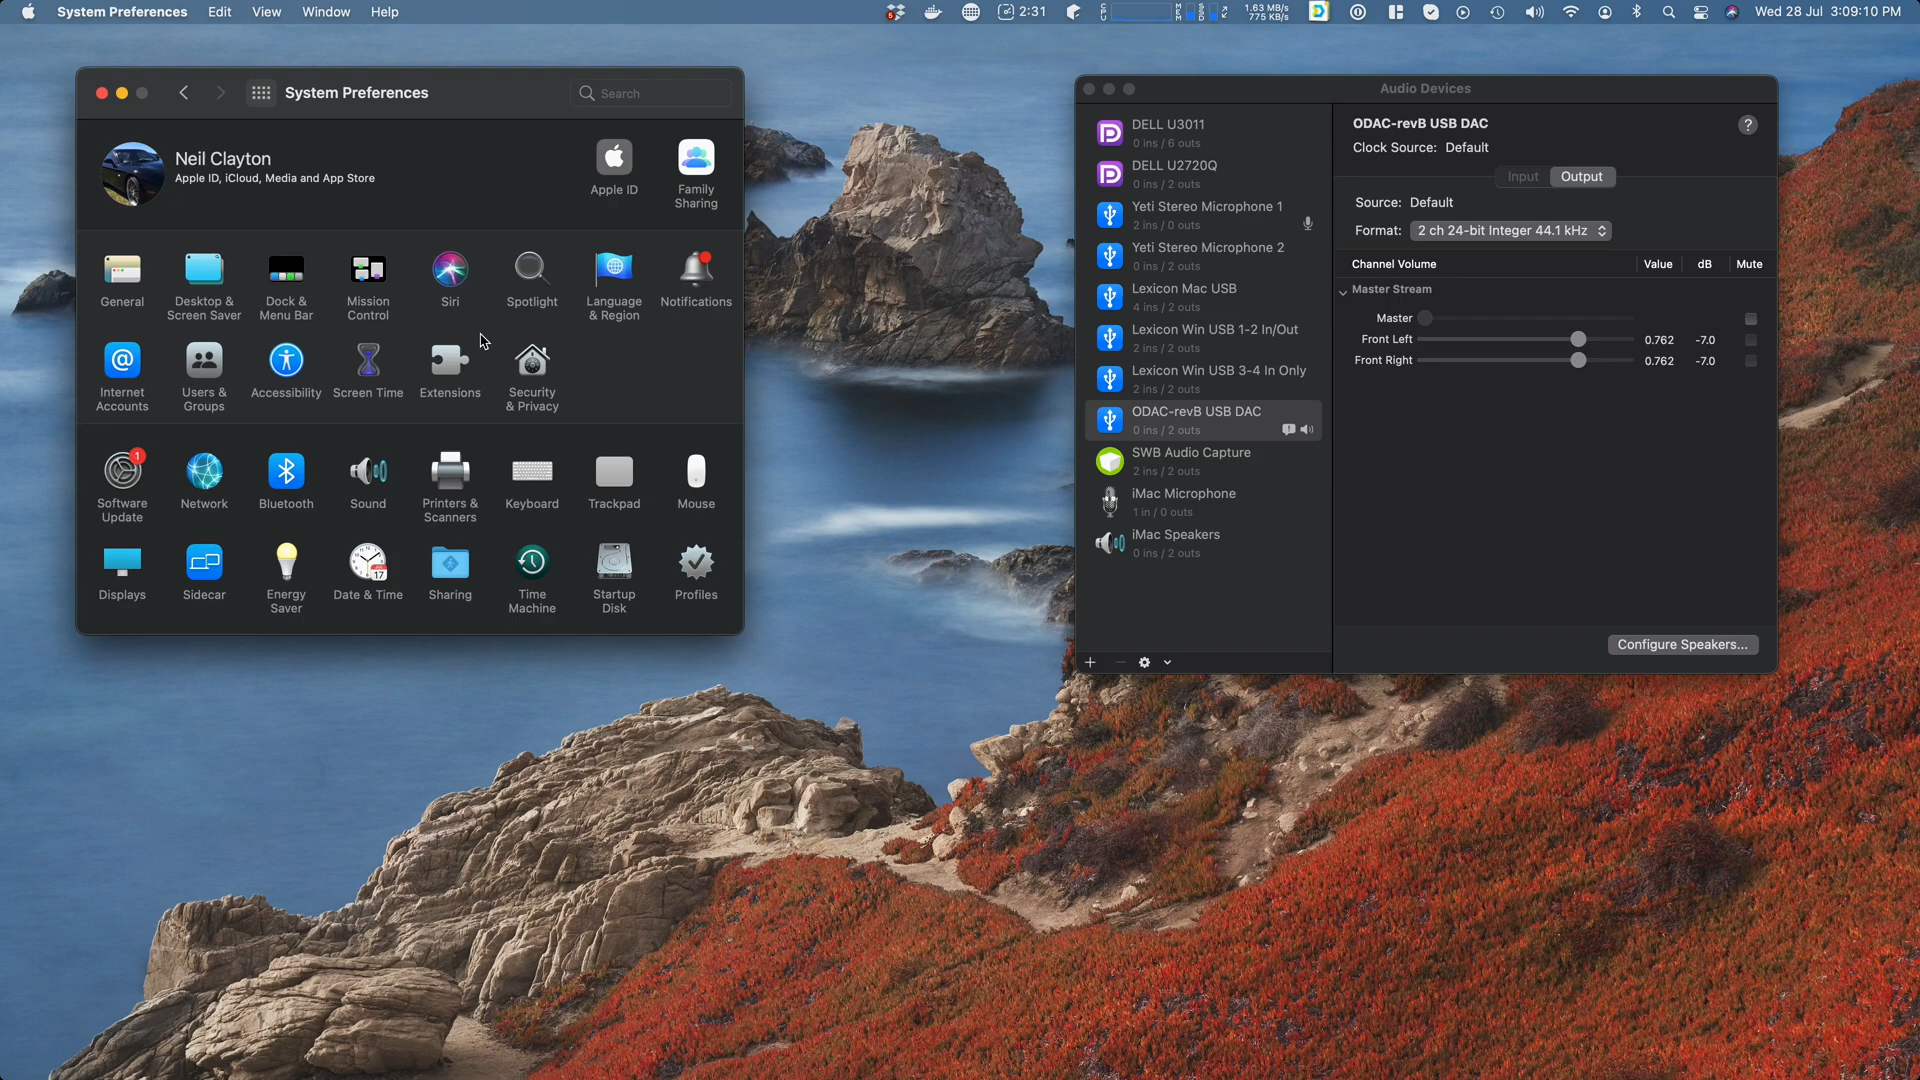 System Preferences Edit View Window Help
5 2:31 CPU MEM SSD 1.63 MB/s Wed 28 Jul 3:09:10 PM
775 KB/s
System Preferences
Search
Neil Clayton
Apple ID, iCloud, Media and App Store
Apple ID
Family
Sharing
General
Desktop &
Screen Saver
Dock &
Menu Bar
Mission
Control
Siri
Spotlight
Language
& Region
Notifications
Internet
Accounts
Users &
Groups
Accessibility
Screen Time
Extensions
Security
& Privacy
1
Software
Update
Network
Bluetooth
Sound
Printers &
Scanners
Keyboard
Trackpad
Mouse
Displays
Sidecar
Energy
Saver
17
Date & Time
Sharing
Time
Machine
Startup
Disk
Profiles
Audio Devices
DELL U3011
0 ins / 6 outs
DELL U2720Q
0 ins / 2 outs
Yeti Stereo Microphone 1
2 ins / 0 outs
Yeti Stereo Microphone 2
0 ins / 2 outs
Lexicon Mac USB
4 ins / 2 outs
Lexicon Win USB 1-2 In/Out
2 ins / 2 outs
Lexicon Win USB 3-4 In Only
2 ins / 2 outs
ODAC-revB USB DAC
0 ins / 2 outs
SWB Audio Capture
2 ins / 2 outs
iMac Microphone
1 in / 0 outs
iMac Speakers
0 ins / 2 outs
ODAC-revB USB DAC
?
Clock Source: Default
Input Output
Source: Default
Format: 2 ch 24-bit Integer 44.1 kHz
Channel Volume Value dB Mute
Master Stream
Master
Front Left 0.762 -7.0
Front Right 0.762 -7.0
Configure Speakers...